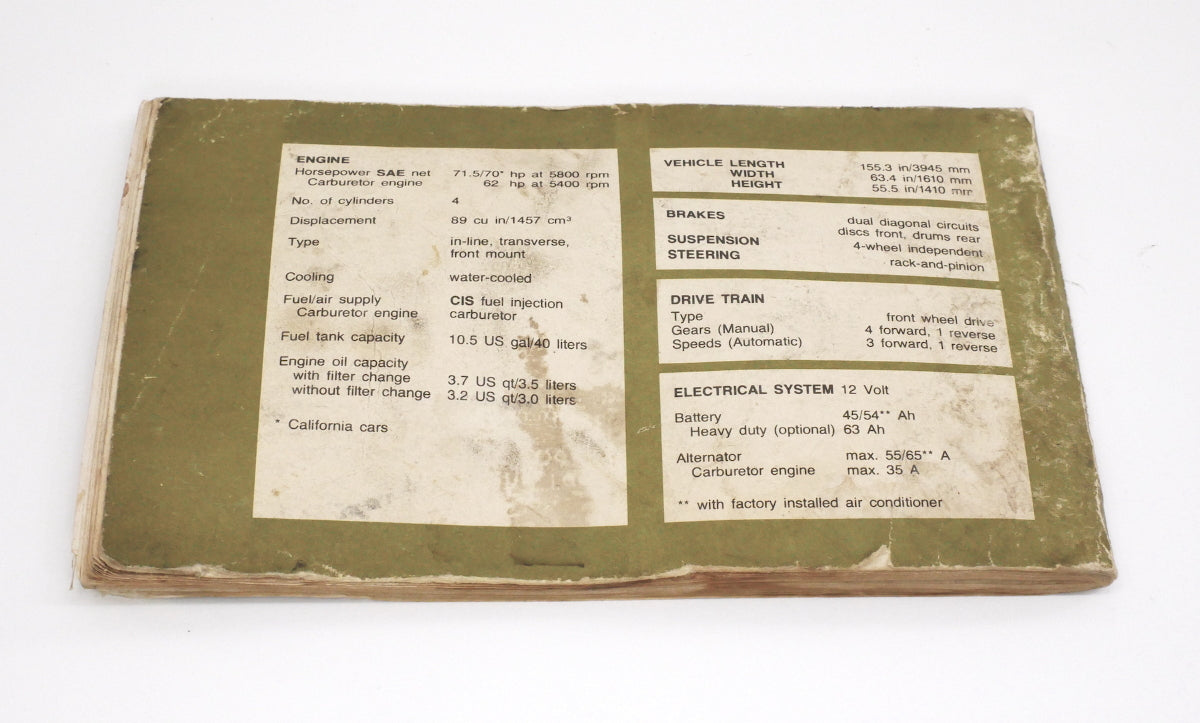 ENGINE
Horsepower SAE net 71.5/70* hp at 5800 rpm
Carburetor engine 62 hp at 5400 rpm
No. of cylinders 4
Displacement 89 cu in/1457 cm³
Type in-line, transverse,
front mount
Cooling water-cooled
Fuel/air supply CIS fuel injection
Carburetor engine carburetor
Fuel tank capacity 10.5 US gal/40 liters
Engine oil capacity
with filter change 3.7 US qt/3.5 liters
without filter change 3.2 US qt/3.0 liters
* California cars
VEHICLE LENGTH 155.3 in/3945 mm
WIDTH 63.4 in/1610 mm
HEIGHT 55.5 in/1410 mm
BRAKES dual diagonal circuits
discs front, drums rear
SUSPENSION 4-wheel independent
STEERING rack-and-pinion
DRIVE TRAIN
Type front wheel drive
Gears (Manual) 4 forward, 1 reverse
Speeds (Automatic) 3 forward, 1 reverse
ELECTRICAL SYSTEM 12 Volt
Battery 45/54** Ah
Heavy duty (optional) 63 Ah
Alternator max. 55/65** A
Carburetor engine max. 35 A
** with factory installed air conditioner